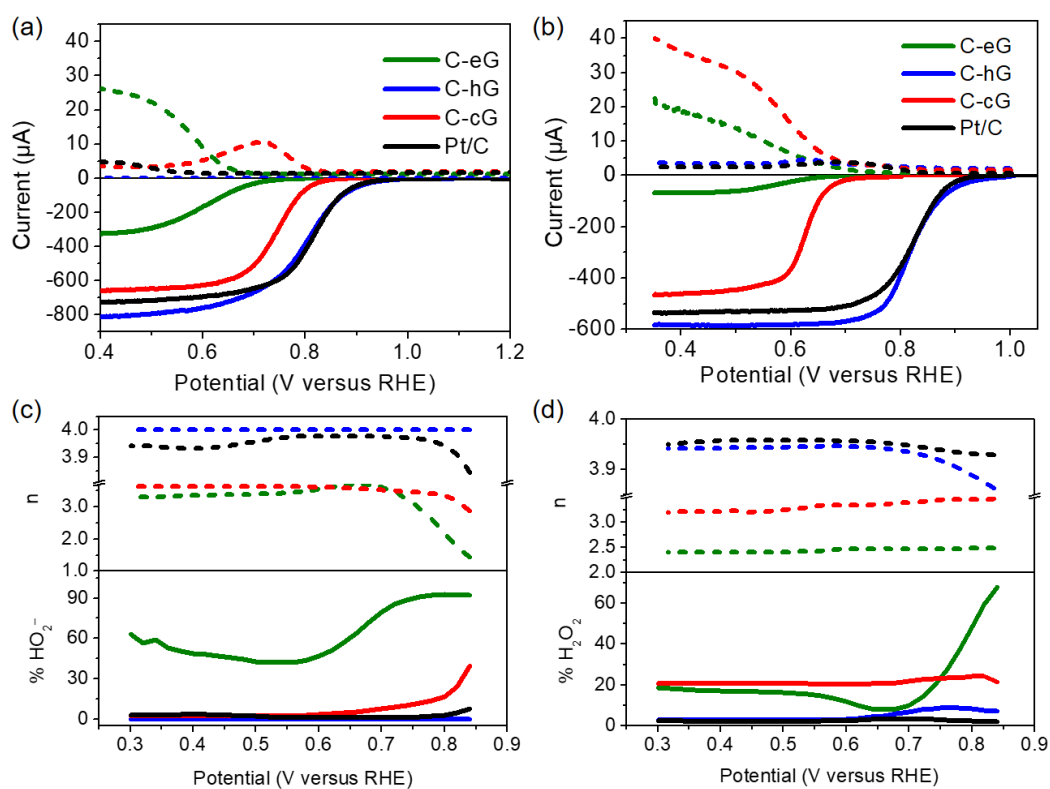 (a)
40
30
20
10
0
-200
-400
-600
-800
Current (µA)
C-eG
C-hG
C-cG
Pt/C
0.4 0.6 0.8 1.0 1.2
Potential (V versus RHE)
(b)
40
30
20
10
0
-200
-400
-600
Current (µA)
C-eG
C-hG
C-cG
Pt/C
0.4 0.6 0.8 1.0
Potential (V versus RHE)
(c)
4.0
3.9
3.0
2.0
1.0
n
90
60
30
0
% HO₂⁻
0.3 0.4 0.5 0.6 0.7 0.8 0.9
Potential (V versus RHE)
(d)
4.0
3.9
3.0
2.5
2.0
n
60
40
20
0
% H₂O₂
0.3 0.4 0.5 0.6 0.7 0.8 0.9
Potential (V versus RHE)